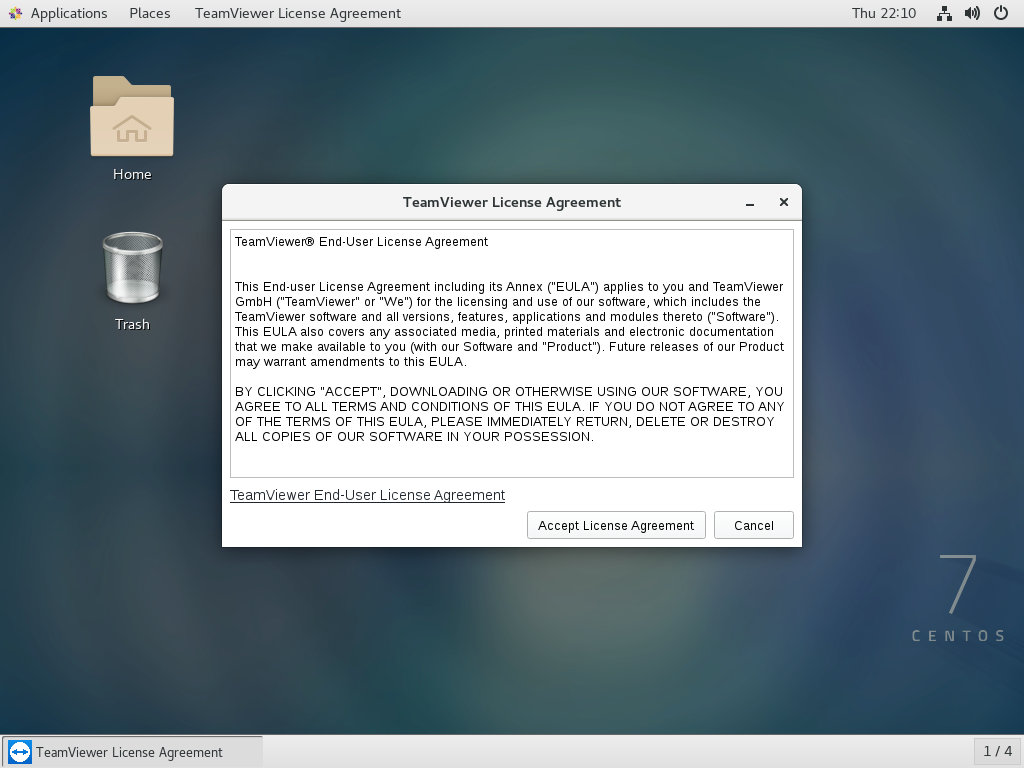 Applications Places TeamViewer License Agreement Thu 22:10
Home
Trash
TeamViewer License Agreement
TeamViewer® End-User License Agreement
This End-user License Agreement including its Annex ("EULA") applies to you and TeamViewer
GmbH ("TeamViewer" or "We") for the licensing and use of our software, which includes the
TeamViewer software and all versions, features, applications and modules thereto ("Software").
This EULA also covers any associated media, printed materials and electronic documentation
that we make available to you (with our Software and "Product"). Future releases of our Product
may warrant amendments to this EULA.
BY CLICKING "ACCEPT", DOWNLOADING OR OTHERWISE USING OUR SOFTWARE, YOU
AGREE TO ALL TERMS AND CONDITIONS OF THIS EULA. IF YOU DO NOT AGREE TO ANY
OF THE TERMS OF THIS EULA, PLEASE IMMEDIATELY RETURN, DELETE OR DESTROY
ALL COPIES OF OUR SOFTWARE IN YOUR POSSESSION.
TeamViewer End-User License Agreement
Accept License Agreement Cancel
7
CENTOS
TeamViewer License Agreement 1 / 4